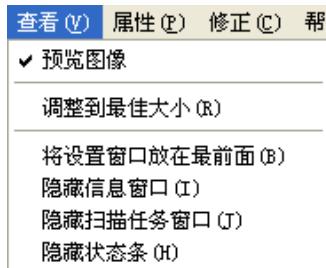 查看(V) 属性(P) 修正(C) 帮
预览图像
调整到最佳大小(R)
将设置窗口放在最前面(B)
隐藏信息窗口(I)
隐藏扫描任务窗口(J)
隐藏状态条(H)